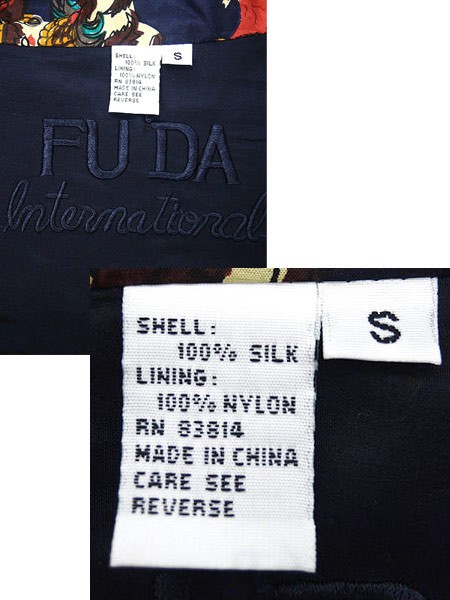 SHELL:
100% SILK
LINING:
100% NYLON
RN 83814
MADE IN CHINA
CARE SEE
REVERSE
S
FU'DA
International
SHELL:
100% SILK
LINING:
100% NYLON
RN 83814
MADE IN CHINA
CARE SEE
REVERSE
S